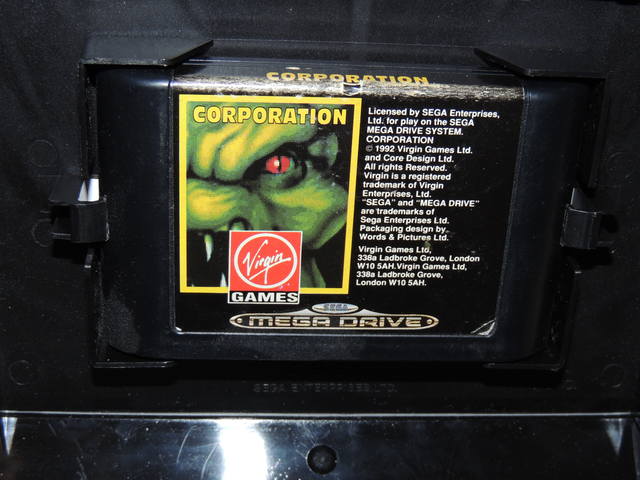 CORPORATION
CORPORATION
Licensed by SEGA Enterprises,
Ltd. for play on the SEGA
MEGA DRIVE SYSTEM.
CORPORATION
© 1992 Virgin Games Ltd.
and Core Design Ltd.
All rights Reserved.
Virgin is a registered
trademark of Virgin
Enterprises, Ltd.
"SEGA" and "MEGA DRIVE"
are trademarks of
Sega Enterprises Ltd.
Packaging design by
Words & Pictures Ltd.
Virgin Games Ltd,
338a Ladbroke Grove, London
W10 5AH.Virgin Games Ltd,
338a Ladbroke Grove,
London W10 5AH.
Virgin
GAMES
SEGA
MEGA DRIVE
SEGA ENTERPRISES LTD.